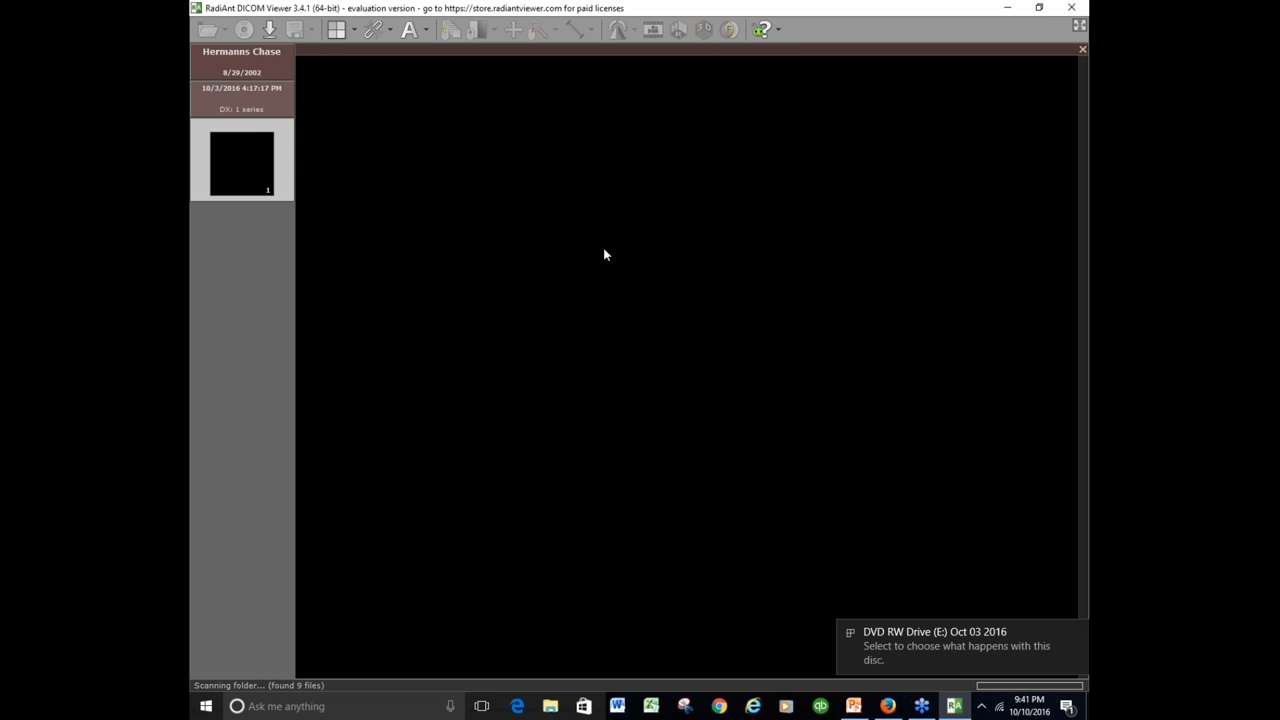 RadiAnt DICOM Viewer 3.4.1 (64-bit) - evaluation version - go to https://store.radiantviewer.com for paid licenses
Hermanns Chase
8/29/2002
10/3/2016 4:17:17 PM
DX: 1 series
1
DVD RW Drive (E:) Oct 03 2016
Select to choose what happens with this
disc.
Scanning folder... (found 9 files)
Ask me anything
9:41 PM
10/10/2016